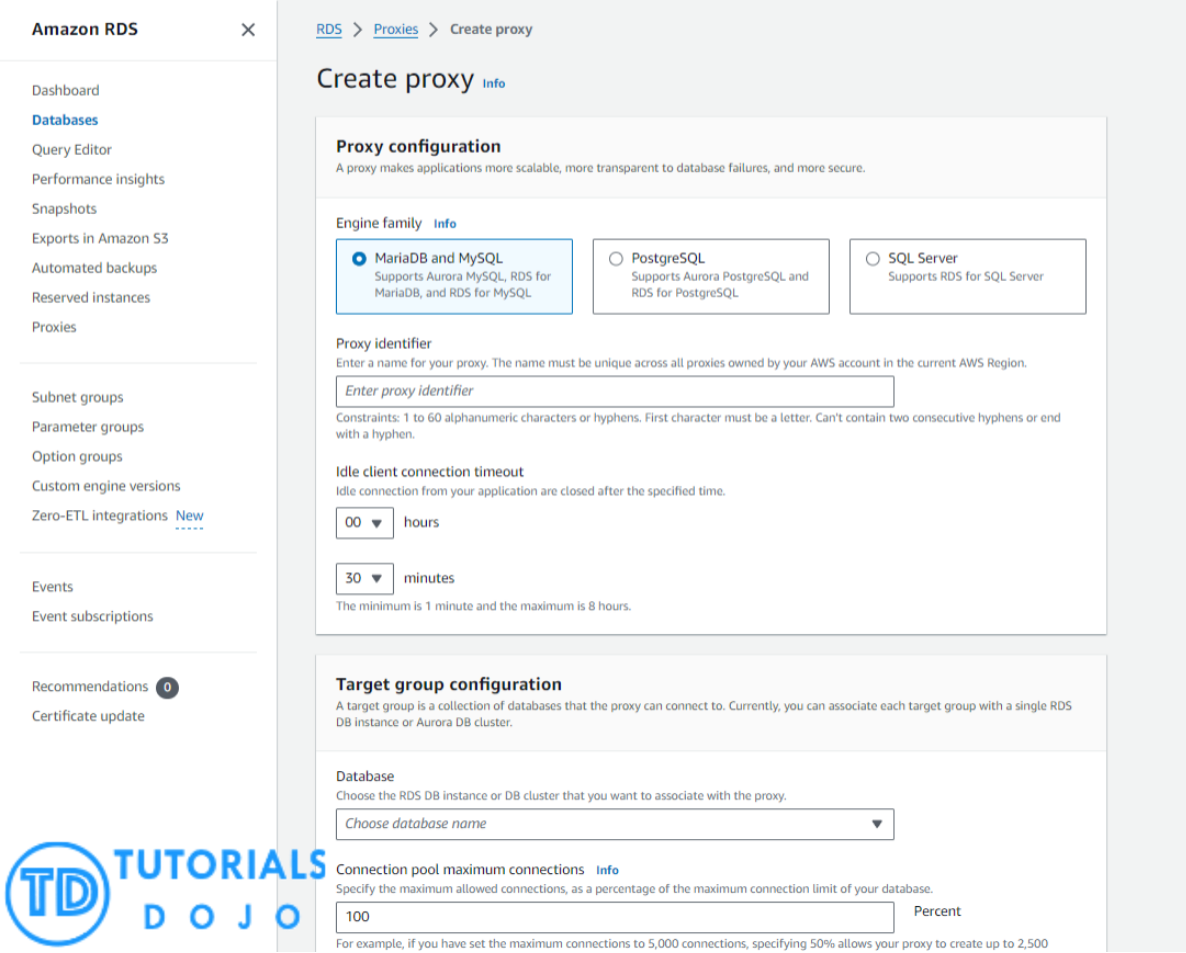 Amazon RDS
Dashboard
Databases
Query Editor
Performance insights
Snapshots
Exports in Amazon S3
Automated backups
Reserved instances
Proxies
Subnet groups
Parameter groups
Option groups
Custom engine versions
Zero-ETL integrations New
Events
Event subscriptions
Recommendations 0
Certificate update
TD TUTORIALS
DOJO
RDS > Proxies > Create proxy
Create proxy Info
Proxy configuration
A proxy makes applications more scalable, more transparent to database failures, and more secure.
Engine family Info
MariaDB and MySQL
Supports Aurora MySQL, RDS for
MariaDB, and RDS for MySQL
PostgreSQL
Supports Aurora PostgreSQL and
RDS for PostgreSQL
SQL Server
Supports RDS for SQL Server
Proxy identifier
Enter a name for your proxy. The name must be unique across all proxies owned by your AWS account in the current AWS Region.
Enter proxy identifier
Constraints: 1 to 60 alphanumeric characters or hyphens. First character must be a letter. Can't contain two consecutive hyphens or end
with a hyphen.
Idle client connection timeout
Idle connection from your application are closed after the specified time.
00 hours
30 minutes
The minimum is 1 minute and the maximum is 8 hours.
Target group configuration
A target group is a collection of databases that the proxy can connect to. Currently, you can associate each target group with a single RDS
DB instance or Aurora DB cluster.
Database
Choose the RDS DB instance or DB cluster that you want to associate with the proxy.
Choose database name
Connection pool maximum connections Info
Specify the maximum allowed connections, as a percentage of the maximum connection limit of your database.
100 Percent
For example, if you have set the maximum connections to 5,000 connections, specifying 50% allows your proxy to create up to 2,500